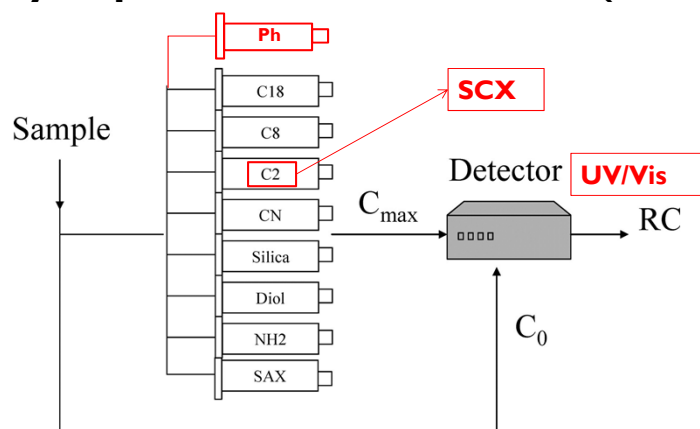 Ph
C18
SCX
Sample
C8
C2
Detector
UV/Vis
CN
Cmax
RC
Silica
Diol
C0
NH2
SAX